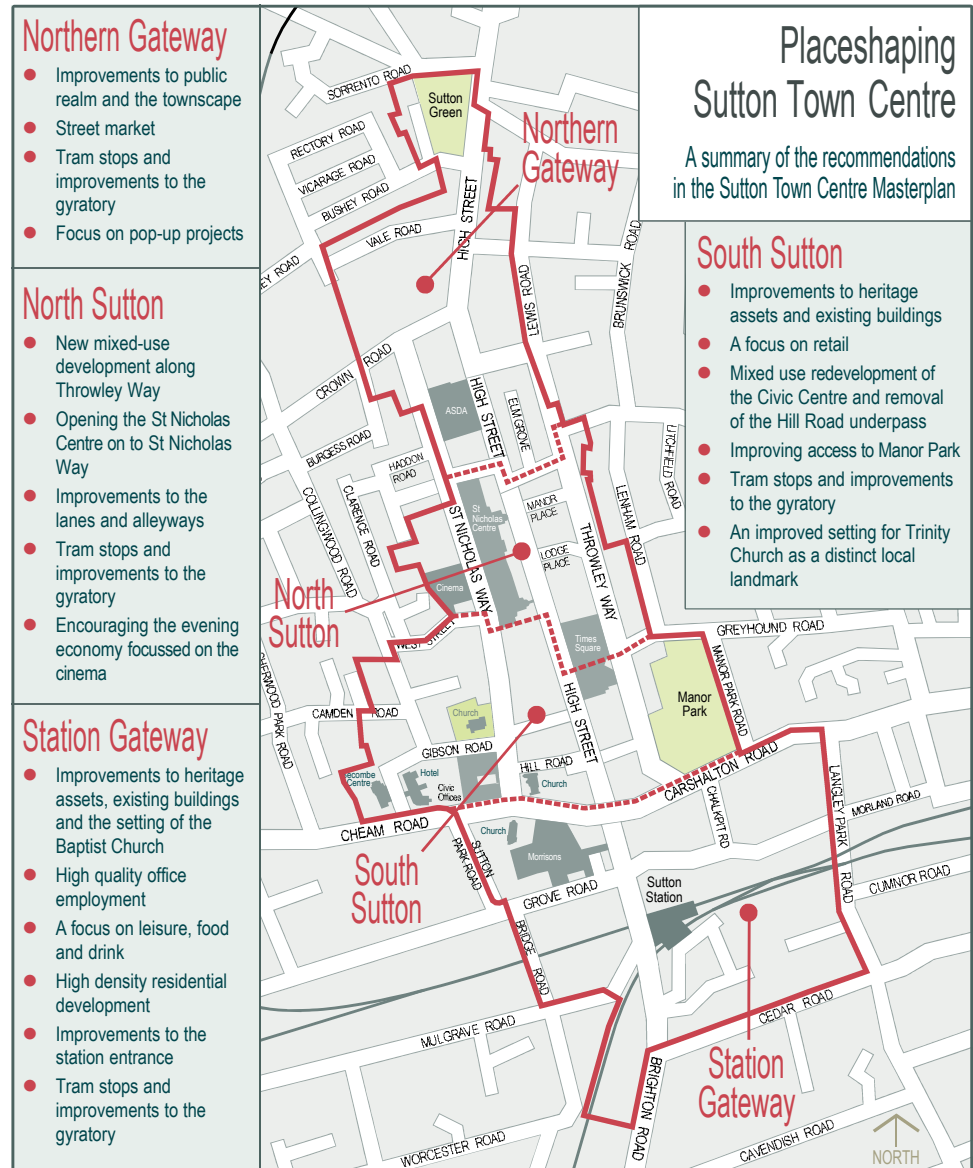 Northern Gateway
Improvements to public
realm and the townscape
Street market
Tram stops and
improvements to the
gyratory
Focus on pop-up projects
North Sutton
New mixed-use
development along
Throwley Way
Opening the St Nicholas
Centre on to St Nicholas
Way
Improvements to the
lanes and alleyways
Tram stops and
improvements to the
gyratory
Encouraging the evening
economy focussed on the
cinema
Station Gateway
Improvements to heritage
assets, existing buildings
and the setting of the
Baptist Church
High quality office
employment
A focus on leisure, food
and drink
High density residential
development
Improvements to the
station entrance
Tram stops and
improvements to the
gyratory
Placeshaping
Sutton Town Centre
A summary of the recommendations
in the Sutton Town Centre Masterplan
South Sutton
Improvements to heritage
assets and existing buildings
A focus on retail
Mixed use redevelopment of
the Civic Centre and removal
of the Hill Road underpass
Improving access to Manor Park
Tram stops and improvements
to the gyratory
An improved setting for Trinity
Church as a distinct local
landmark
SORRENTO ROAD
Sutton
Green
Northern
Gateway
RECTORY ROAD
VICARAGE ROAD
BUSHEY ROAD
HIGH STREET
VALE ROAD
EY ROAD
LEWIS ROAD
BRUNSWICK ROAD
CROWN ROAD
ASDA
HIGH STREET
ELM GROVE
BURGESS ROAD
HADDON
ROAD
LITCHFIELD ROAD
COLLINGWOOD ROAD
CLARENCE ROAD
ST NICHOLAS WAY
St
Nicholas
Centre
MANOR
PLACE
LODGE
PLACE
THROWLEY WAY
LENHAM ROAD
Cinema
North
Sutton
WEST STREET
Times
Square
GREYHOUND ROAD
MANOR PARK ROAD
Manor
Park
HERWOOD PARK ROAD
CAMDEN ROAD
Church
HIGH STREET
GIBSON ROAD
HILL ROAD
ecombe
Centre
Hotel
Civic
Offices
Church
CARSHALTON ROAD
CHEAM ROAD
CHALKPIT RD
LANGLEY PARK ROAD
MORLAND ROAD
Church
Morrisons
SUTTON
PARK ROAD
South
Sutton
GROVE ROAD
Sutton
Station
CUMNOR ROAD
BRIDGE ROAD
MULGRAVE ROAD
CEDAR ROAD
Station
Gateway
BRIGHTON ROAD
WORCESTER ROAD
CAVENDISH ROAD
NORTH